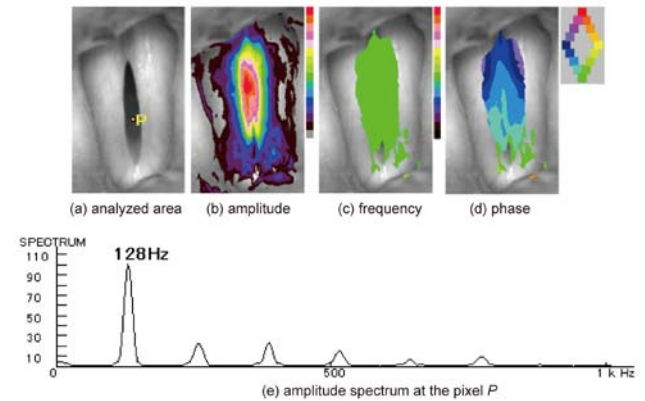 P
(a) analyzed area (b) amplitude (c) frequency (d) phase
SPECTRUM
128Hz
110
90
70
50
30
10
0 500 1 k Hz
(e) amplitude spectrum at the pixel P